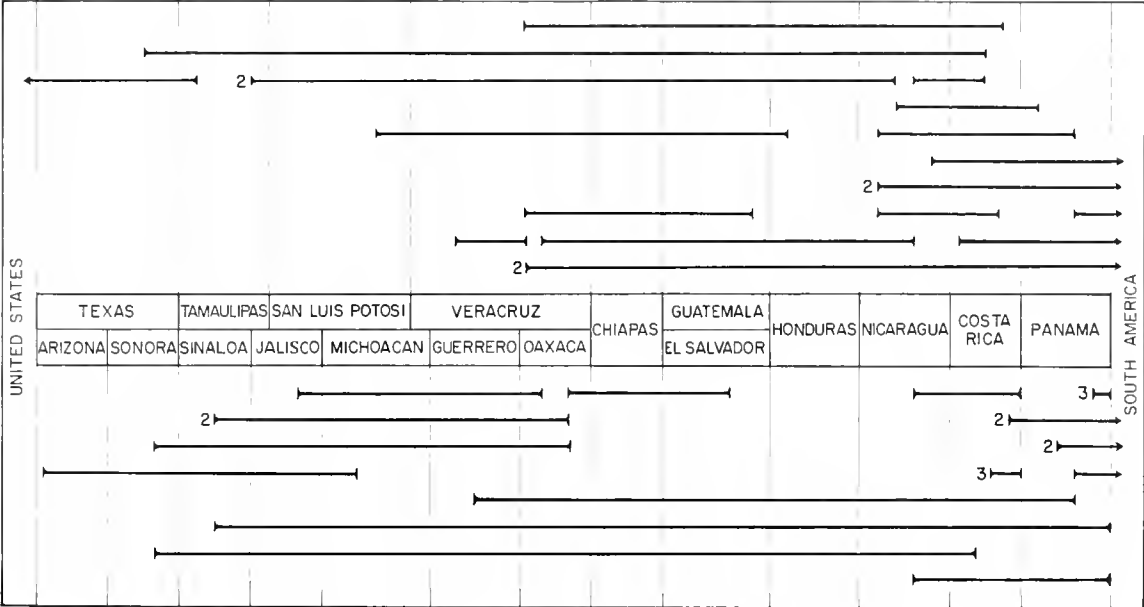 2
2
2
UNITED STATES
TEXAS TAMAULIPAS SAN LUIS POTOSI VERACRUZ CHIAPAS GUATEMALA HONDURAS NICARAGUA COSTA RICA PANAMA
ARIZONA SONORA SINALOA JALISCO MICHOACAN GUERRERO OAXACA EL SALVADOR
SOUTH AMERICA
3
2 2
2
3